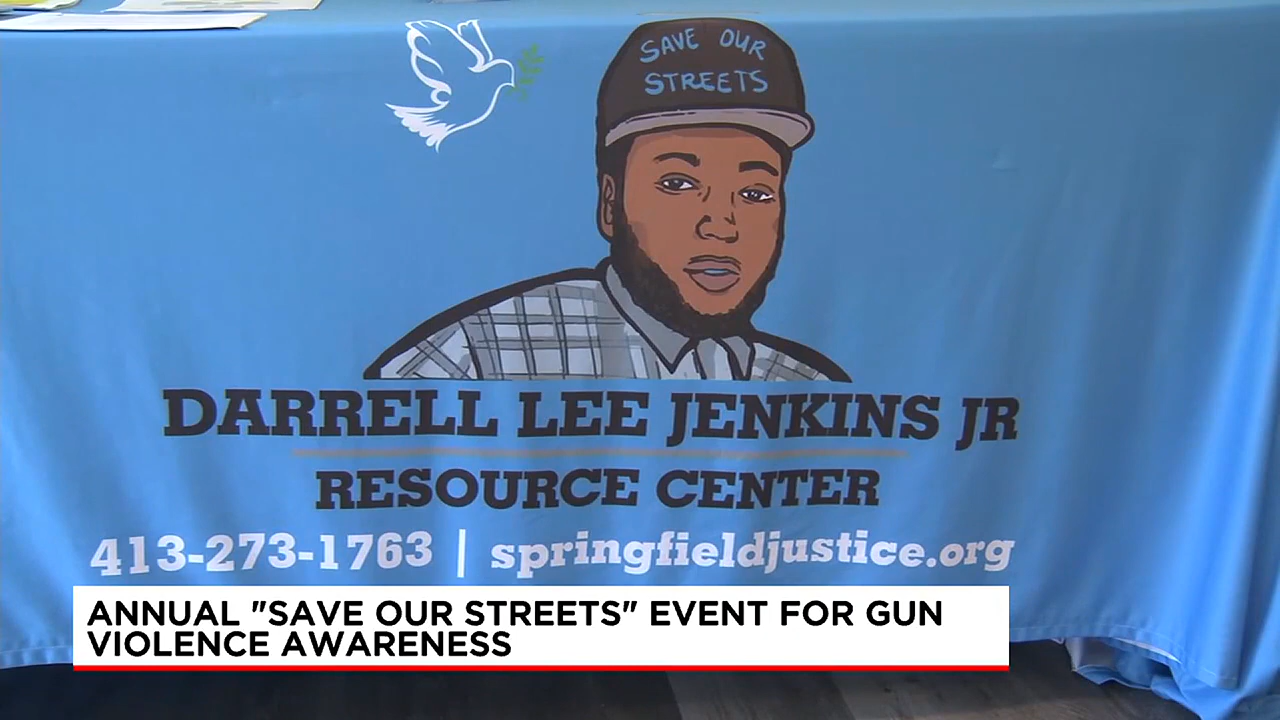 SAVE OUR
STREETS
DARRELL LEE JENKINS JR
RESOURCE CENTER
413-273-1763 | springfieldjustice.org
ANNUAL "SAVE OUR STREETS" EVENT FOR GUN
VIOLENCE AWARENESS